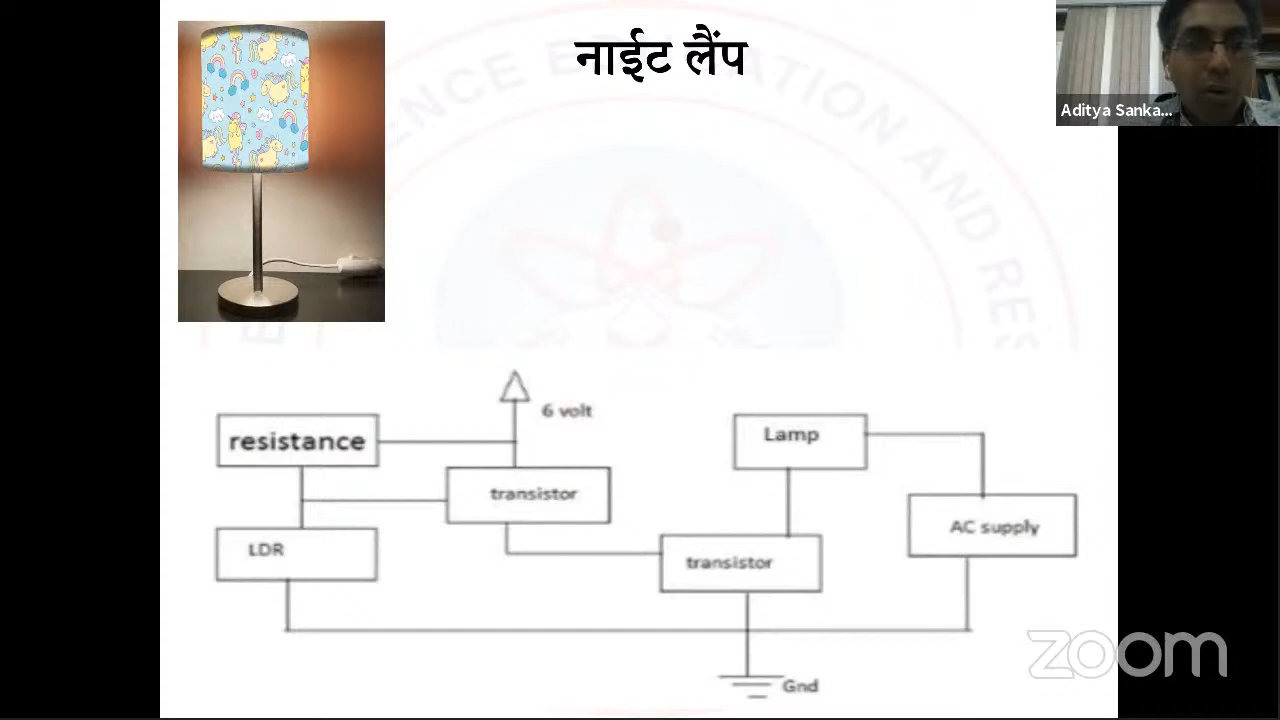 नाईट लैंप
Aditya Sanka...
6 volt
resistance
Lamp
transistor
AC supply
LDR
transistor
Gnd
zoom